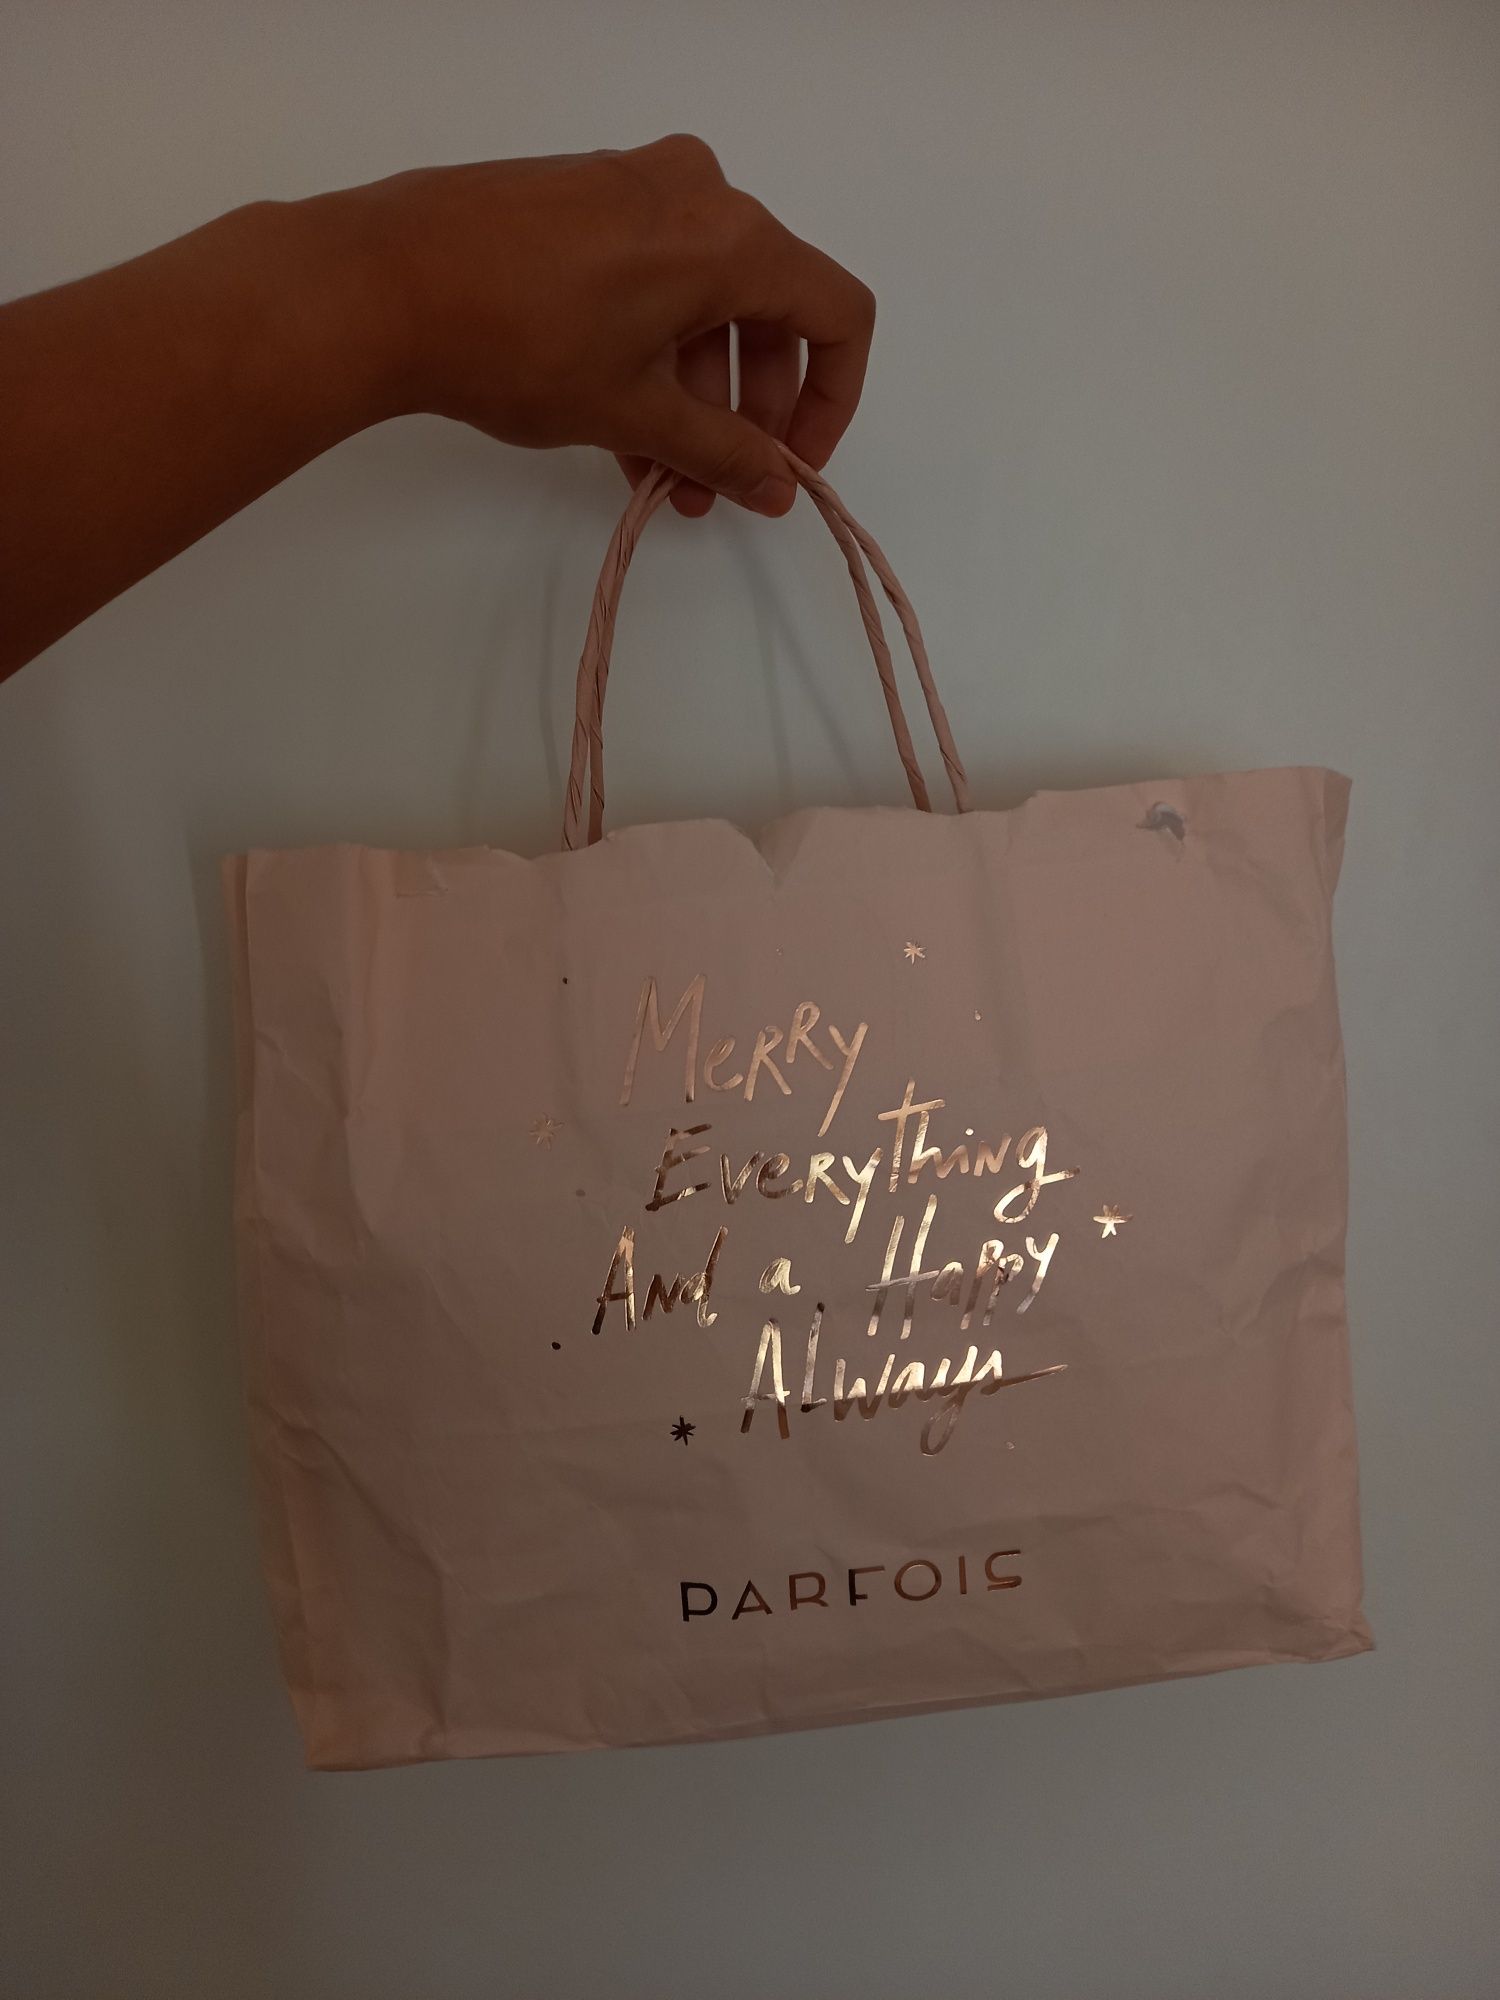 Merry
Everything
And a Happy
Always
PARFOIS